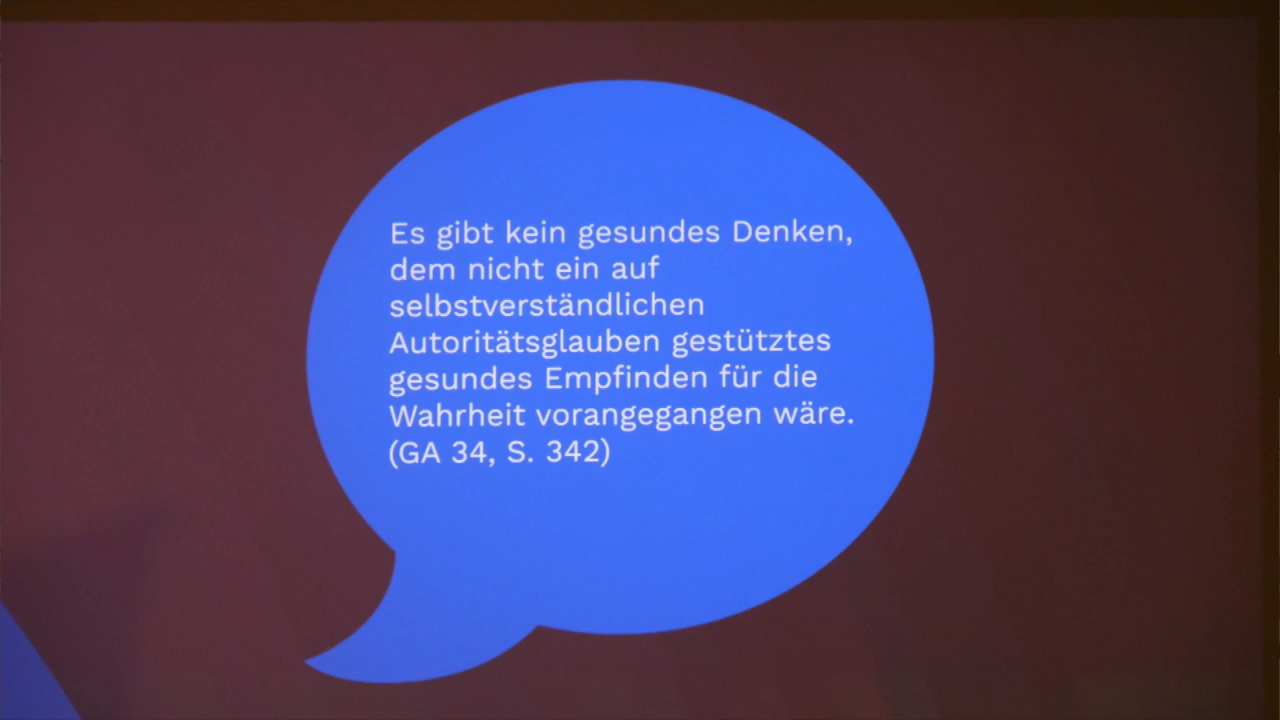 Es gibt kein gesundes Denken,
dem nicht ein auf
selbstverständlichen
Autoritätsglauben gestütztes
gesundes Empfinden für die
Wahrheit vorangegangen wäre.
(GA 34, S. 342)